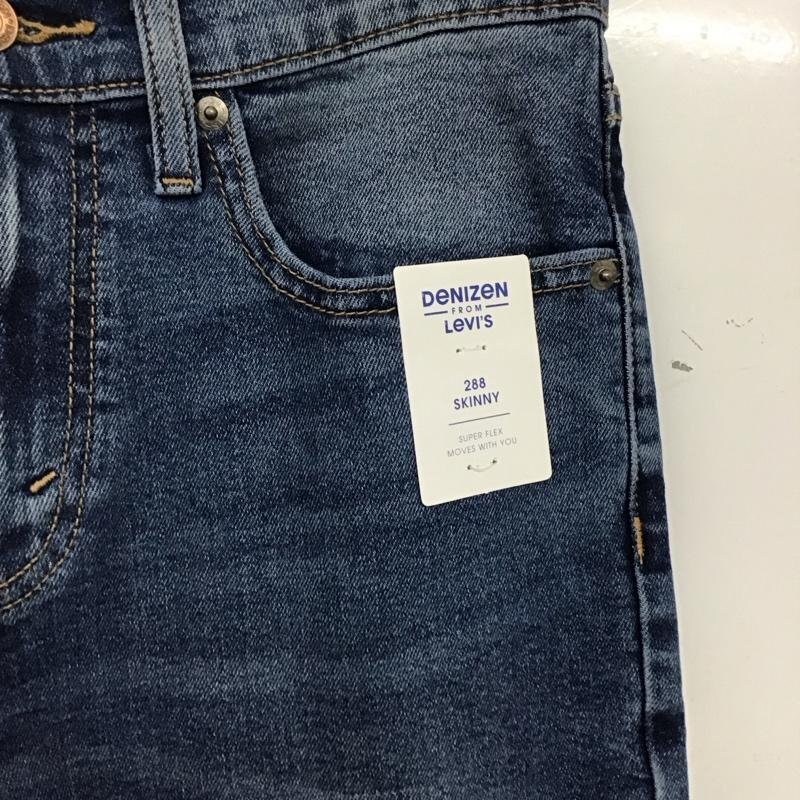 DENIZEN
FROM
LEVI'S
288
SKINNY
SUPER FLEX
MOVES WITH YOU